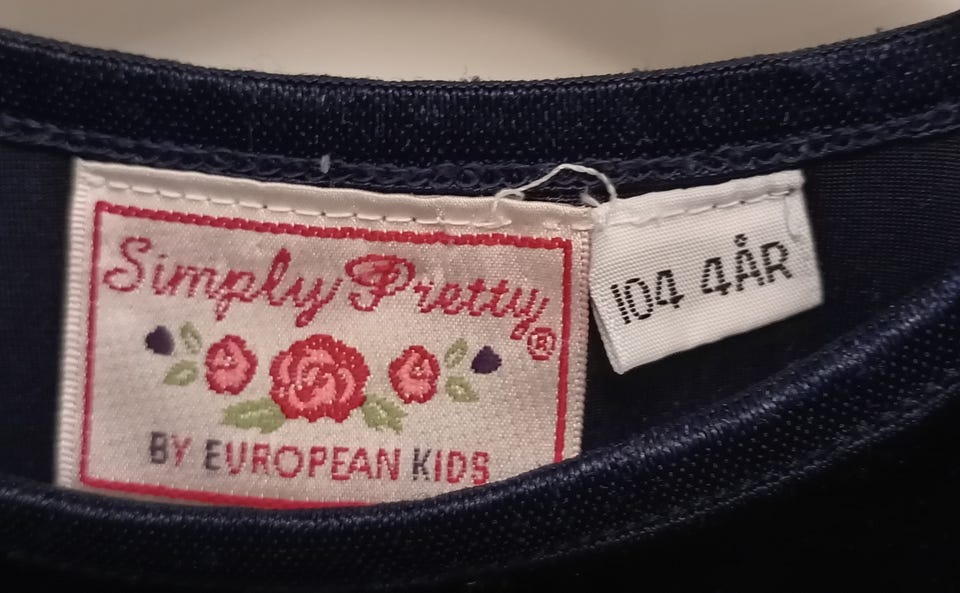 Simply Pretty®
BY EUROPEAN KIDS
104 4ÅR